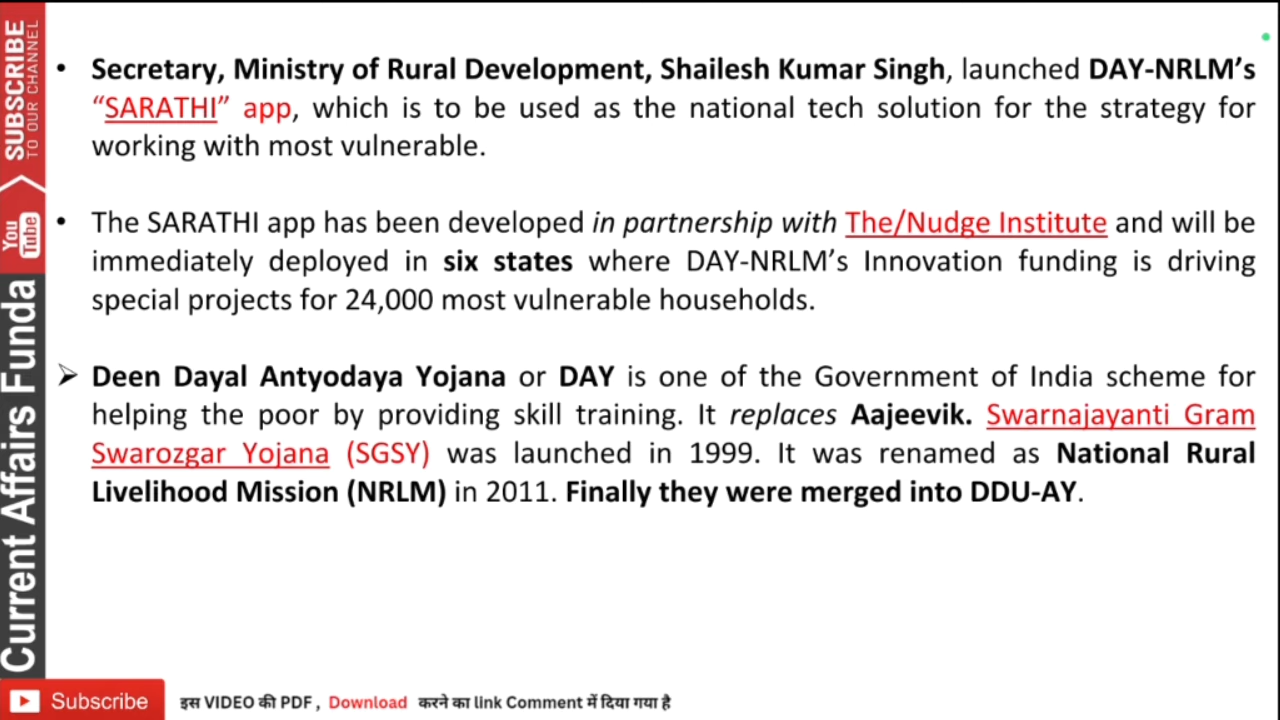 • Secretary, Ministry of Rural Development, Shailesh Kumar Singh, launched DAY-NRLM’s
“SARATHI” app, which is to be used as the national tech solution for the strategy for
working with most vulnerable.
• The SARATHI app has been developed in partnership with The/Nudge Institute and will be
immediately deployed in six states where DAY-NRLM’s Innovation funding is driving
special projects for 24,000 most vulnerable households.
➢ Deen Dayal Antyodaya Yojana or DAY is one of the Government of India scheme for
helping the poor by providing skill training. It replaces Aajeevik. Swarnajayanti Gram
Swarozgar Yojana (SGSY) was launched in 1999. It was renamed as National Rural
Livelihood Mission (NRLM) in 2011. Finally they were merged into DDU-AY.
SUBSCRIBE
TO OUR CHANNEL
You
Tube
Current Affairs Funda
Subscribe
इस VIDEO की PDF , Download करने का link Comment में दिया गया है